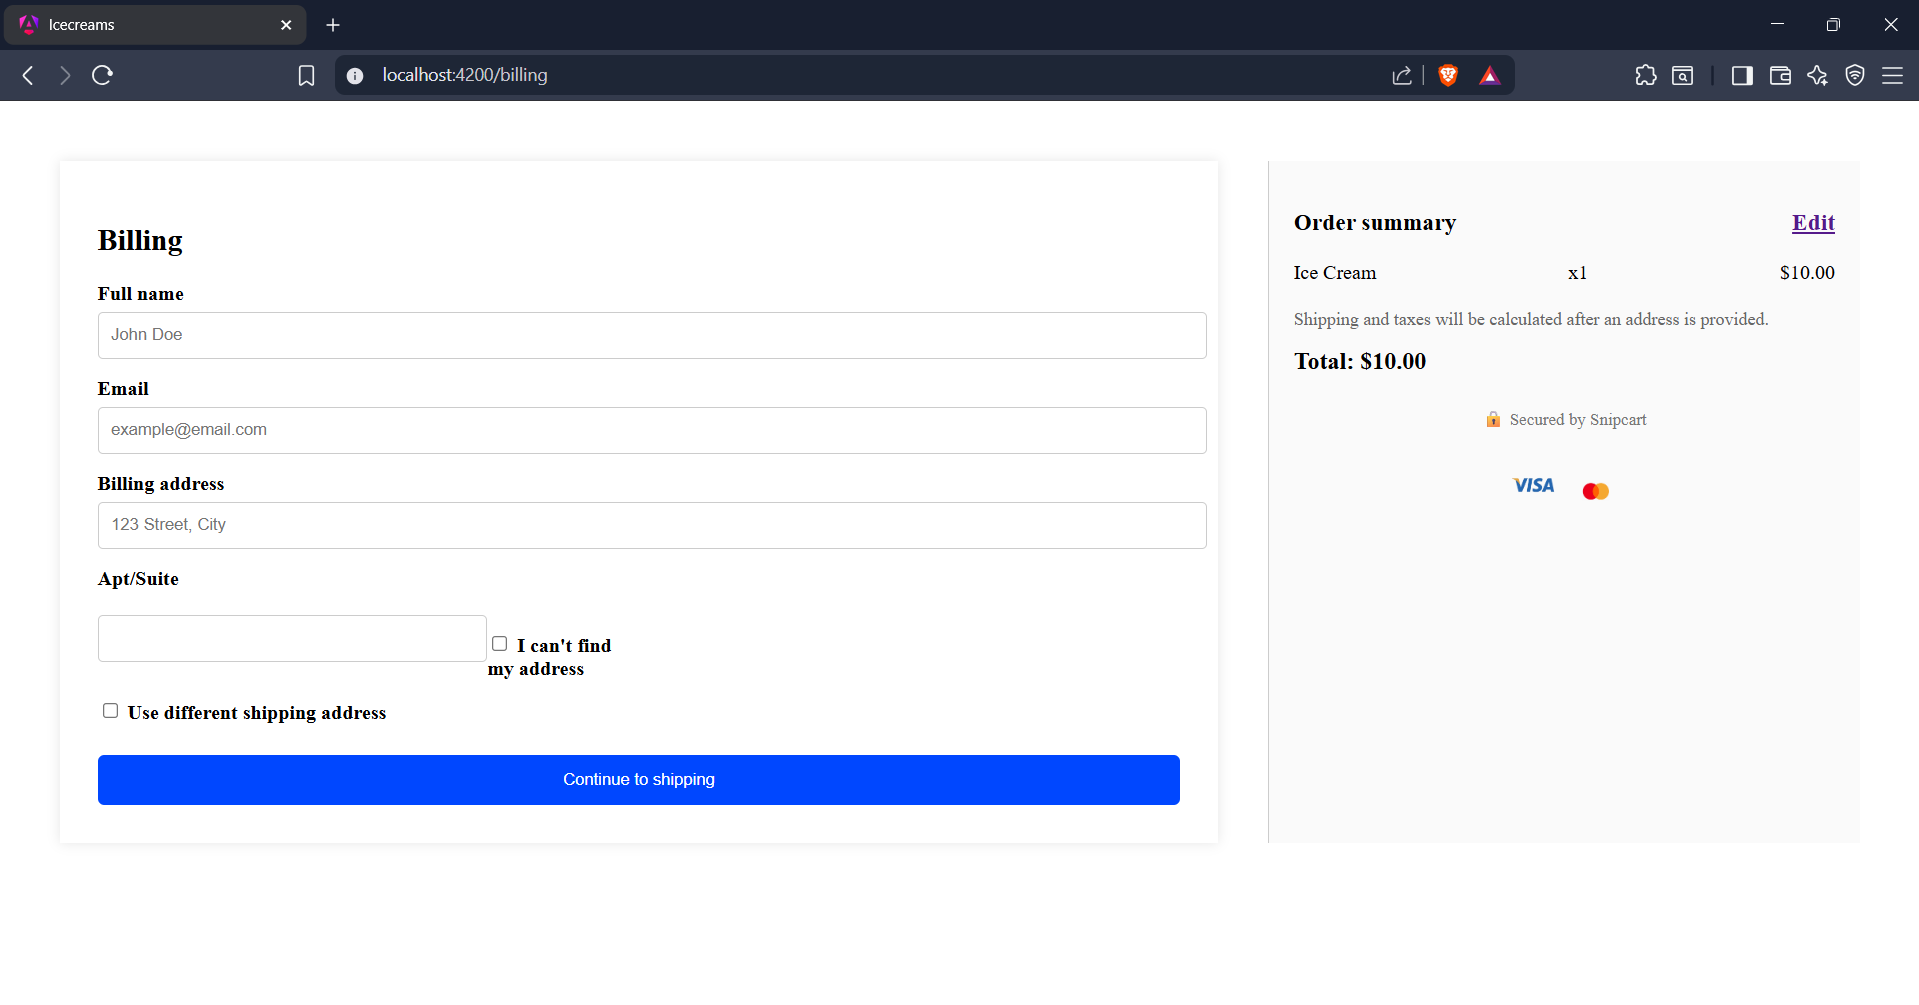 Icecreams
localhost:4200/billing
Billing
Full name
John Doe
Email
example@email.com
Billing address
123 Street, City
Apt/Suite
I can't find
my address
Use different shipping address
Continue to shipping
Order summary Edit
Ice Cream x1 $10.00
Shipping and taxes will be calculated after an address is provided.
Total: $10.00
Secured by Snipcart
VISA